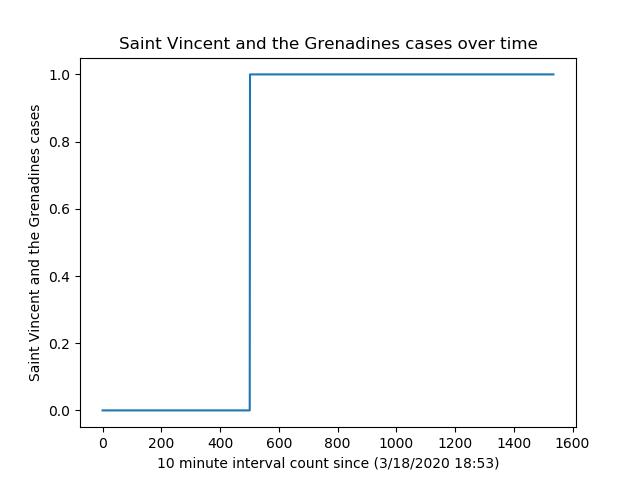 Saint Vincent and the Grenadines cases over time
Saint Vincent and the Grenadines cases
1.0
0.8
0.6
0.4
0.2
0.0
0 200 400 600 800 1000 1200 1400 1600
10 minute interval count since (3/18/2020 18:53)